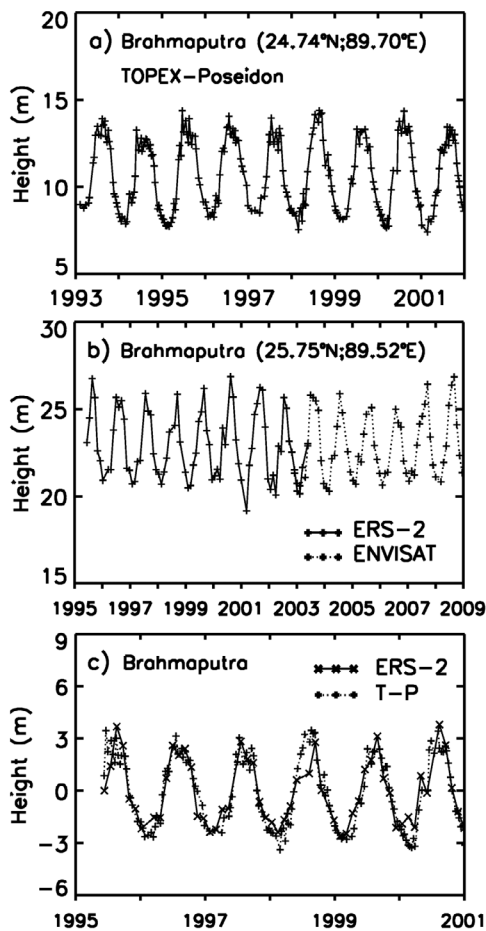 20
a) Brahmaputra (24.74°N;89.70°E)
TOPEX-Poseidon
15
10
5
Height (m)
1993 1995 1997 1999 2001
30
b) Brahmaputra (25.75°N;89.52°E)
25
20
15
Height (m)
ERS-2
ENVISAT
1995 1997 1999 2001 2003 2005 2007 2009
9
c) Brahmaputra
ERS-2
T-P
6
3
0
-3
-6
Height (m)
1995 1997 1999 2001